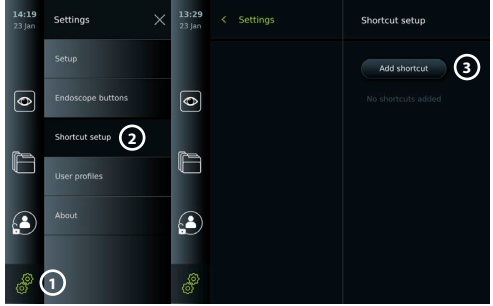 14:19
23 Jan
Settings
Setup
Endoscope buttons
Shortcut setup
2
User profiles
About
1
13:29
23 Jan
< Settings
Shortcut setup
Add shortcut
3
No shortcuts added